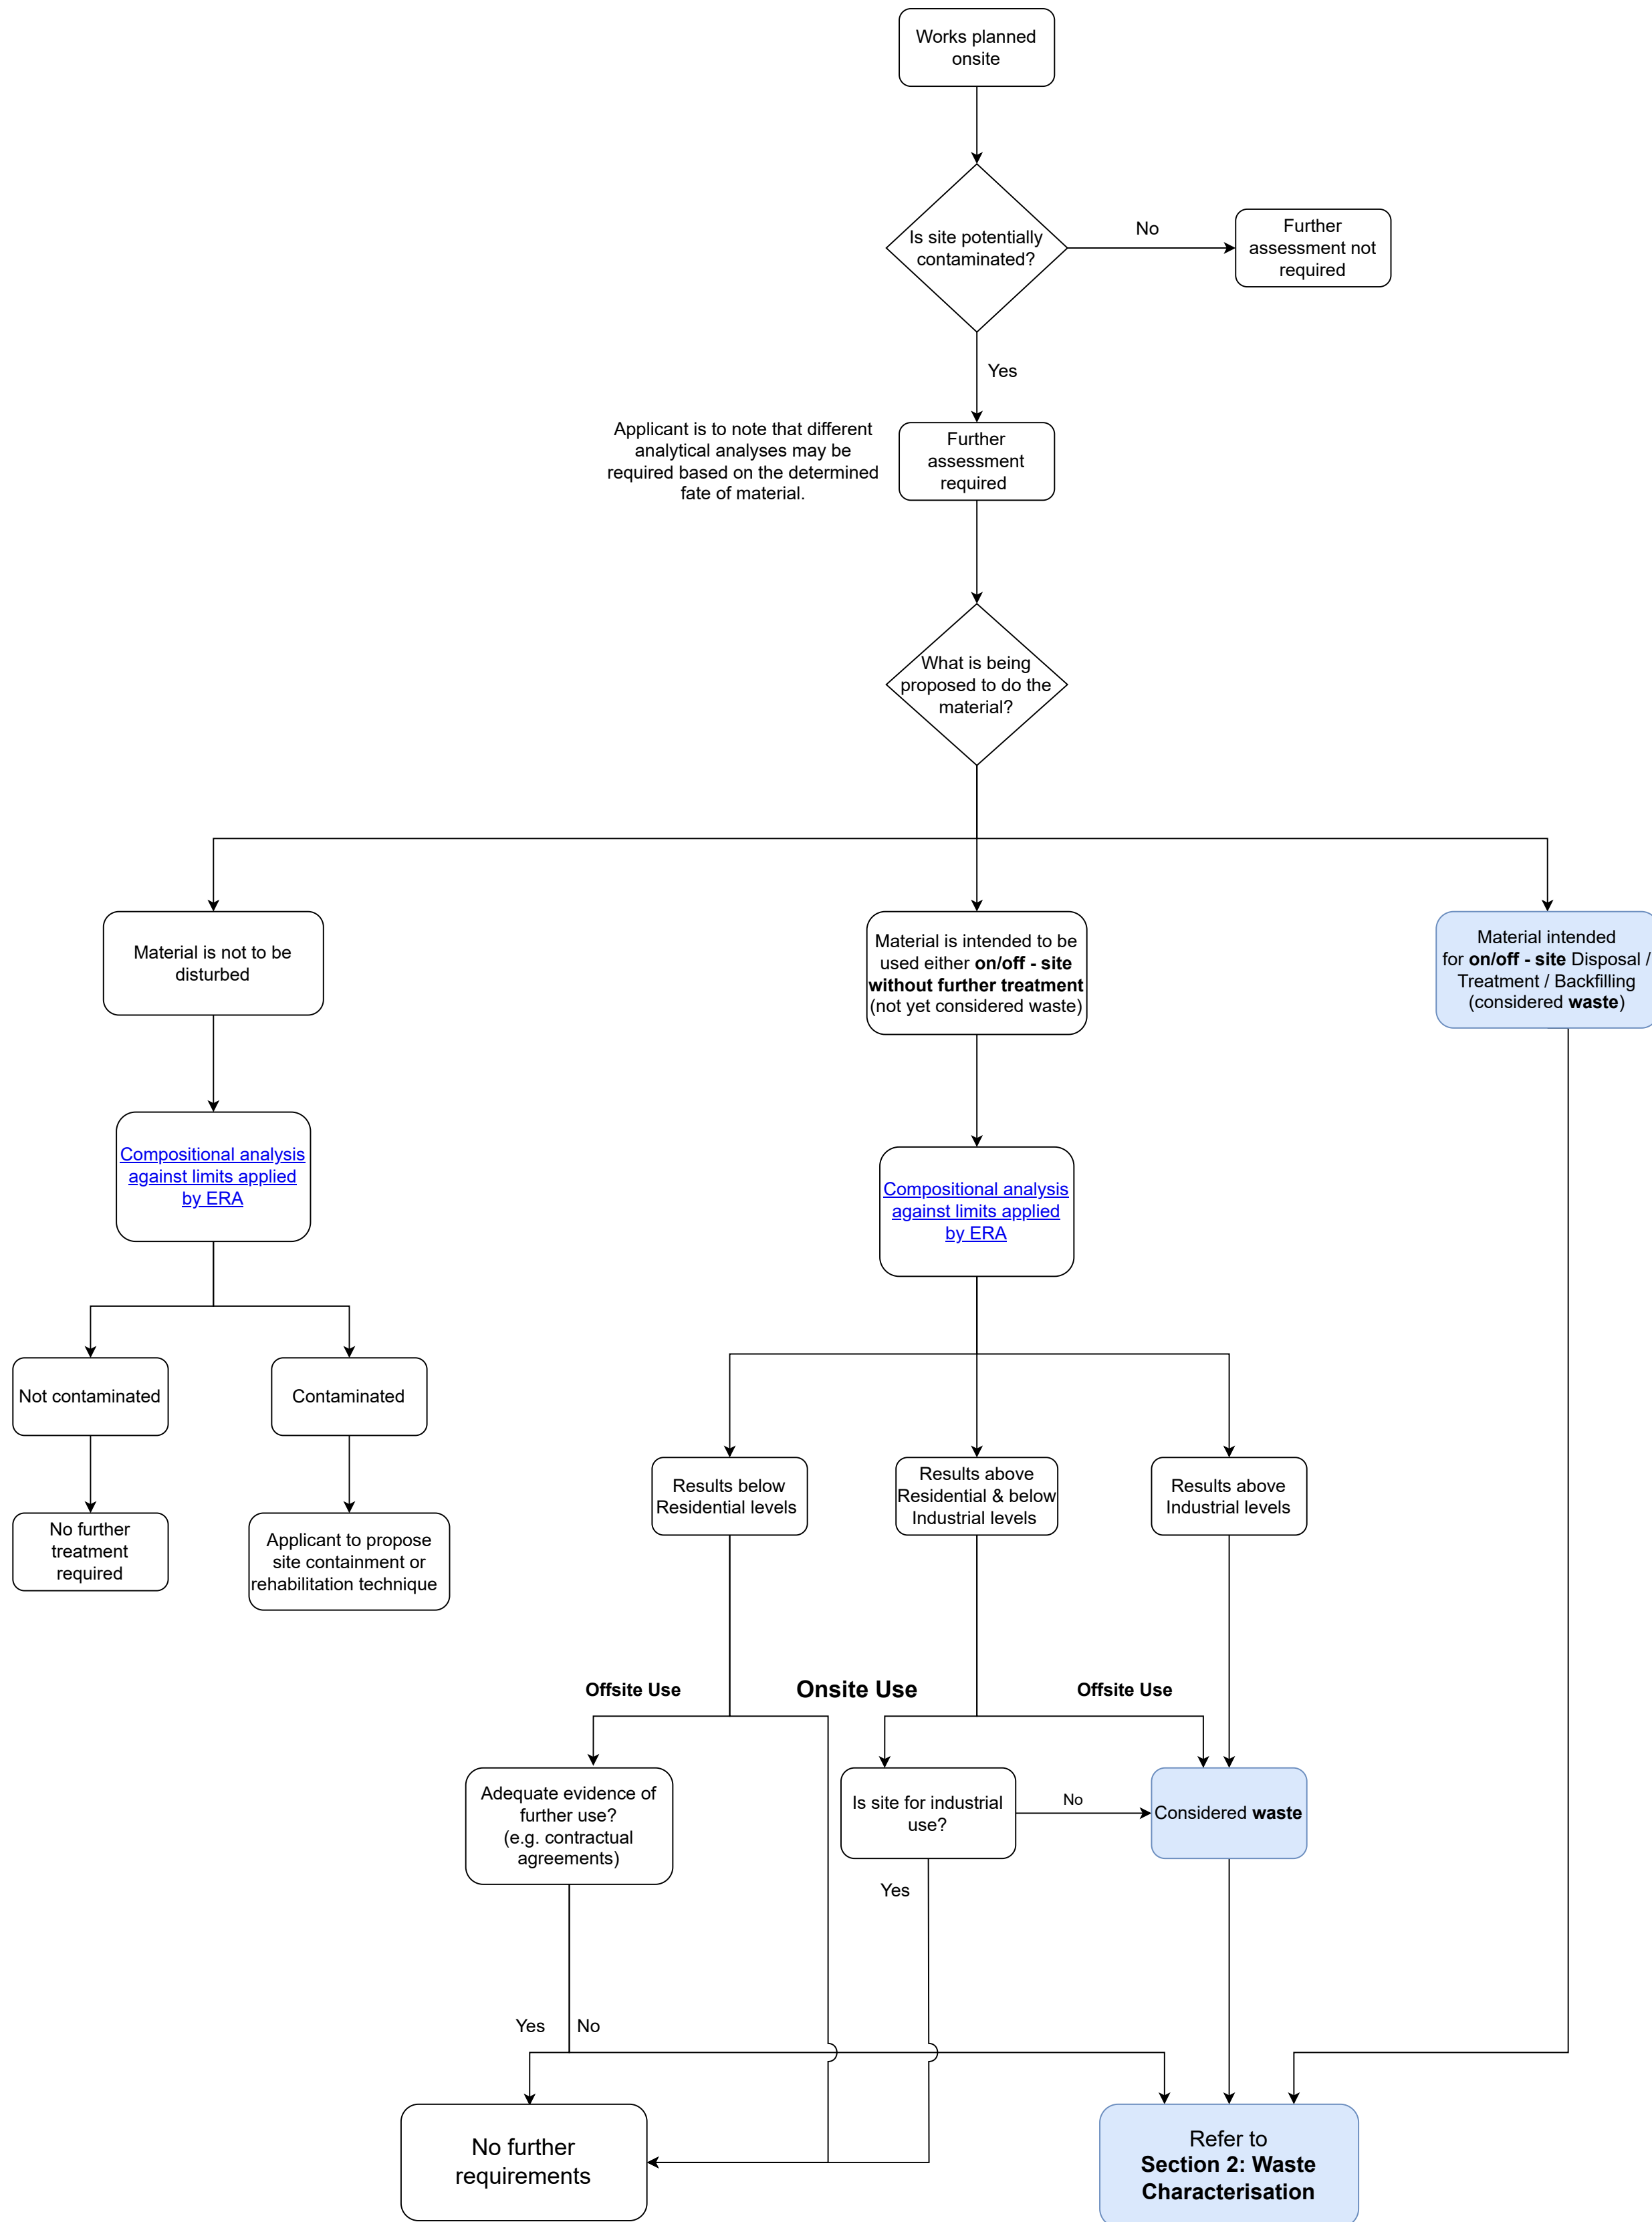 Works planned
onsite
Is site potentially
contaminated?
No
Further
assessment not
required
Yes
Applicant is to note that different
analytical analyses may be
required based on the determined
fate of material.
Further
assessment
required
What is being
proposed to do the
material?
Material is not to be
disturbed
Material is intended to be
used either on/off - site
without further treatment
(not yet considered waste)
Material intended
for on/off - site Disposal /
Treatment / Backfilling
(considered waste)
Compositional analysis
against limits applied
by ERA
Compositional analysis
against limits applied
by ERA
Not contaminated
Contaminated
No further
treatment
required
Applicant to propose
site containment or
rehabilitation technique
Results below
Residential levels
Results above
Residential & below
Industrial levels
Results above
Industrial levels
Offsite Use
Onsite Use
Offsite Use
Adequate evidence of
further use?
(e.g. contractual
agreements)
Is site for industrial
use?
No
Considered waste
Yes
Yes
No
No further
requirements
Refer to
Section 2: Waste
Characterisation